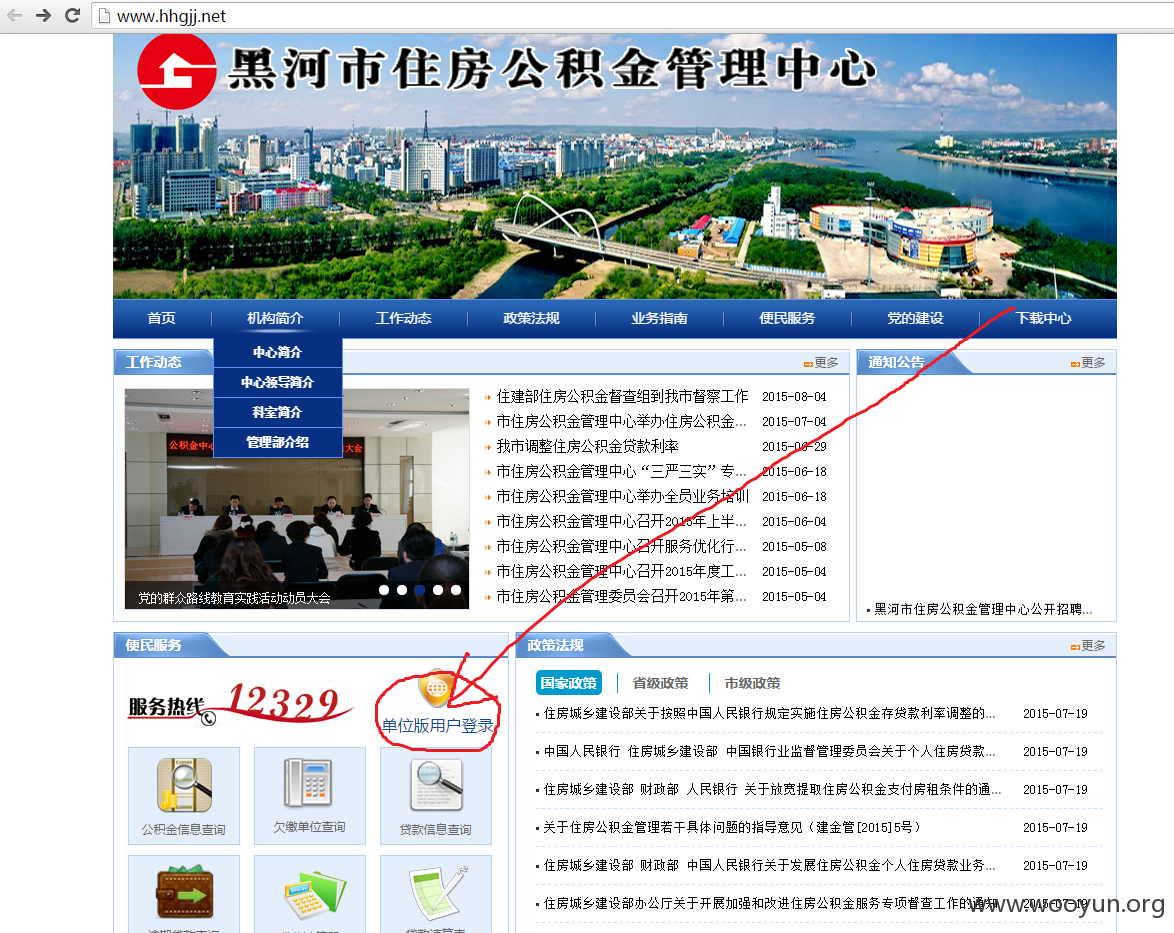 www.hhgjj.net
黑河市住房公积金管理中心
首页 机构简介 工作动态 政策法规 业务指南 便民服务 党的建设 下载中心
中心简介
中心领导简介
科室简介
管理部介绍
工作动态 更多
公积金中
大会
党的群众路线教育实践活动动员大会
住建部住房公积金督查组到我市督察工作 2015-08-04
市住房公积金管理中心举办住房公积金... 2015-07-04
我市调整住房公积金贷款利率 2015-06-29
市住房公积金管理中心“三严三实”专... 2015-06-18
市住房公积金管理中心举办全员业务培训 2015-06-18
市住房公积金管理中心召开2015年上半... 2015-06-04
市住房公积金管理中心召开服务优化行... 2015-05-08
市住房公积金管理中心召开2015年度工... 2015-05-04
市住房公积金管理委员会召开2015年第... 2015-05-04
通知公告 更多
黑河市住房公积金管理中心公开招聘...
便民服务
服务热线 12329
单位版用户登录
公积金信息查询 欠缴单位查询 贷款信息查询
逾期贷款查询
政策法规 更多
国家政策 省级政策 市级政策
住房城乡建设部关于按照中国人民银行规定实施住房公积金存贷款利率调整的... 2015-07-19
中国人民银行 住房城乡建设部 中国银行业监督管理委员会关于个人住房贷款... 2015-07-19
住房城乡建设部 财政部 人民银行 关于放宽提取住房公积金支付房租条件的通... 2015-07-19
关于住房公积金管理若干具体问题的指导意见（建金管[2015]5号） 2015-07-19
住房城乡建设部 财政部 中国人民银行关于发展住房公积金个人住房贷款业务... 2015-07-19
住房城乡建设部办公厅关于开展加强和改进住房公积金服务专项督查工作的通知 2015-07-19
www.wooyun.org